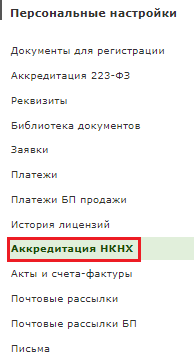 Персональные настройки
Документы для регистрации
Аккредитация 223-ФЗ
Реквизиты
Библиотека документов
Заявки
Платежи
Платежи БП продажи
История лицензий
Аккредитация НКНХ
Акты и счета-фактуры
Почтовые рассылки
Почтовые рассылки БП
Письма